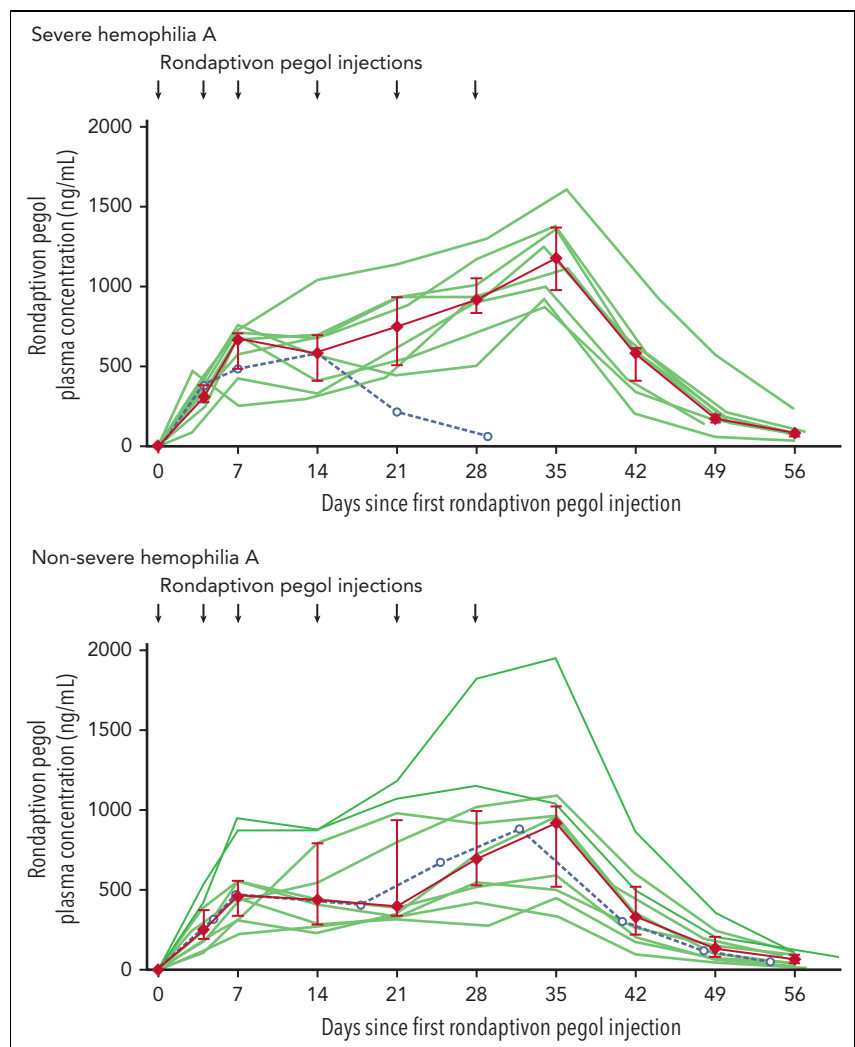 Severe hemophilia A
Rondaptivon pegol injections
Rondaptivon pegol
plasma concentration (ng/mL)
2000
1500
1000
500
0
0 7 14 21 28 35 42 49 56
Days since first rondaptivon pegol injection
Non-severe hemophilia A
Rondaptivon pegol injections
Rondaptivon pegol
plasma concentration (ng/mL)
2000
1500
1000
500
0
0 7 14 21 28 35 42 49 56
Days since first rondaptivon pegol injection